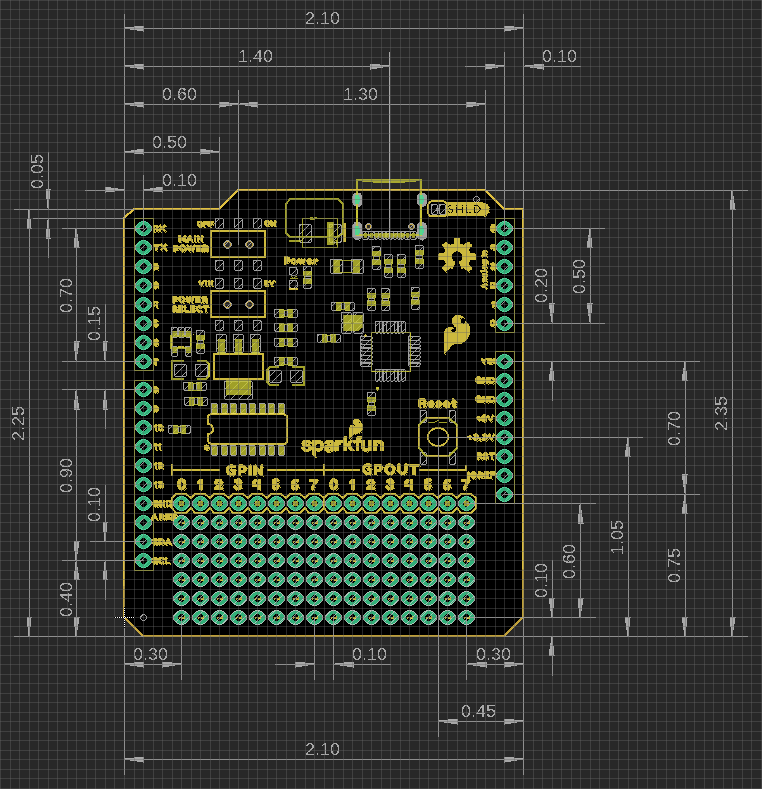 2.10
1.40
0.10
0.60
1.30
0.50
0.05
0.10
SHLD
RX
OFF
ON
TX
MAIN
POWER
Analog In
Power
0.20
0.50
0.70
VIN
5V
POWER
SELECT
0.15
VIN
GND
GND
2.25
0.70
2.35
Reset
sparkfun
RST
0.90
GPIN
GPOUT
IOREF
0 1 2 3 4 5 6 7 0 1 2 3 4 5 6 7
0.10
GND
AREF
SDA
SCL
1.05
0.60
0.75
0.40
0.10
0.30
0.10
0.30
0.45
2.10